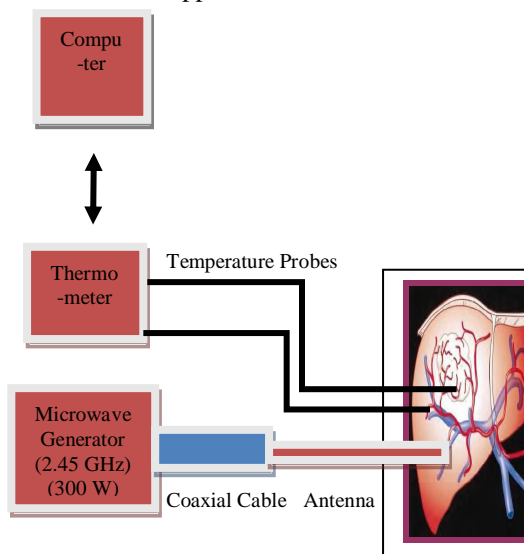 Compu
-ter
Thermo
-meter
Temperature Probes
Microwave
Generator
(2.45 GHz)
(300 W)
Coaxial Cable Antenna